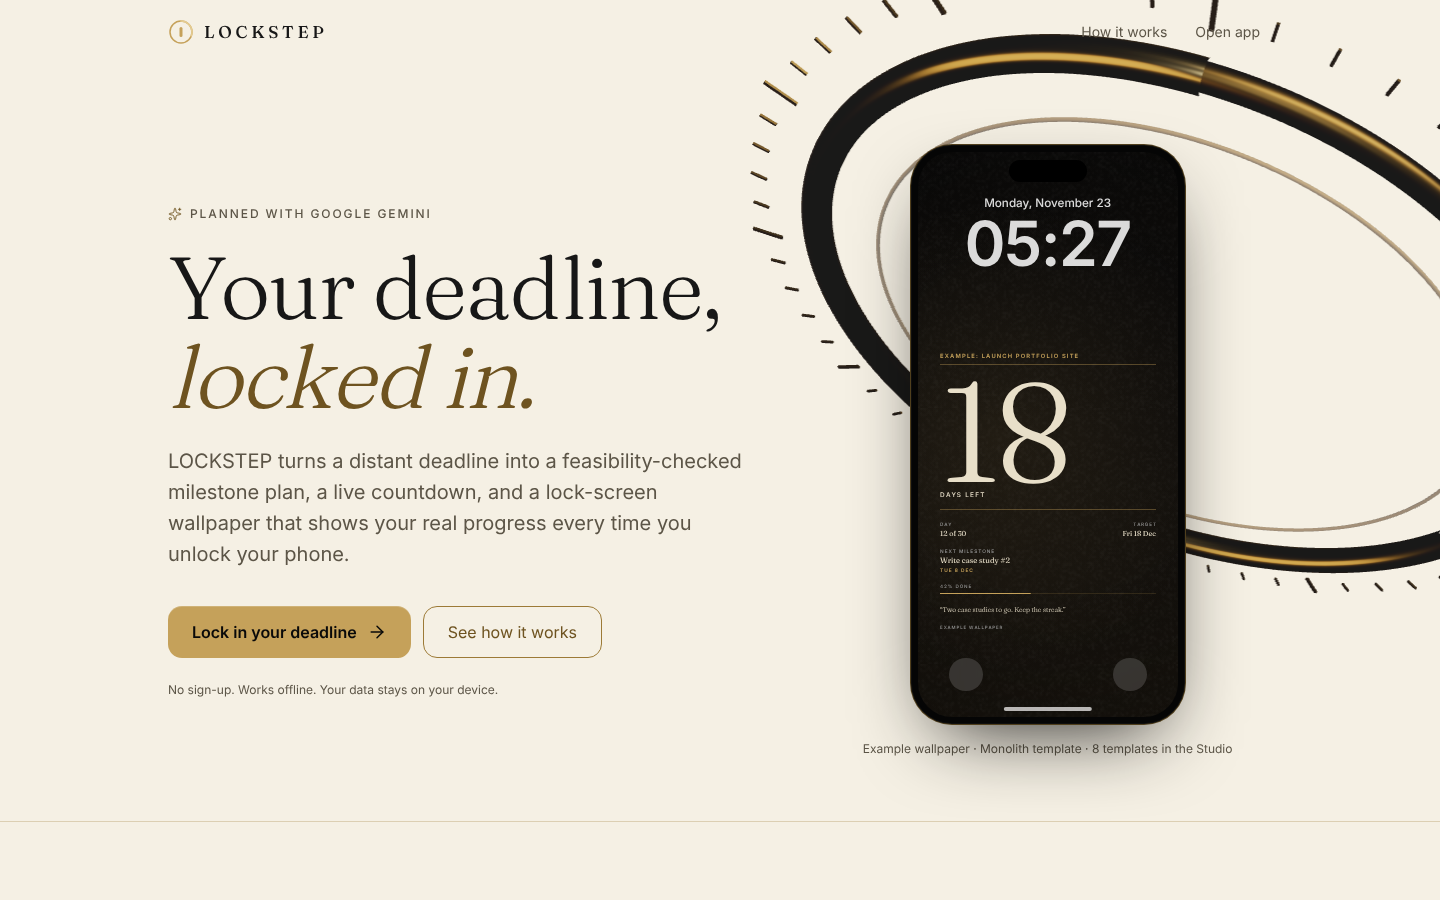 LOCKSTEP
How it works
Open app
PLANNED WITH GOOGLE GEMINI
Your deadline,
locked in.
LOCKSTEP turns a distant deadline into a feasibility-checked
milestone plan, a live countdown, and a lock-screen
wallpaper that shows your real progress every time you
unlock your phone.
Lock in your deadline
See how it works
No sign-up. Works offline. Your data stays on your device.
Monday, November 23
05:27
EXAMPLE: LAUNCH PORTFOLIO SITE
18
DAYS LEFT
DAY
TARGET
12 of 30
Fri 18 Dec
NEXT MILESTONE
Write case study #2
TUE 8 DEC
42% DONE
"Two case studies to go. Keep the streak."
EXAMPLE WALLPAPER
Example wallpaper · Monolith template · 8 templates in the Studio